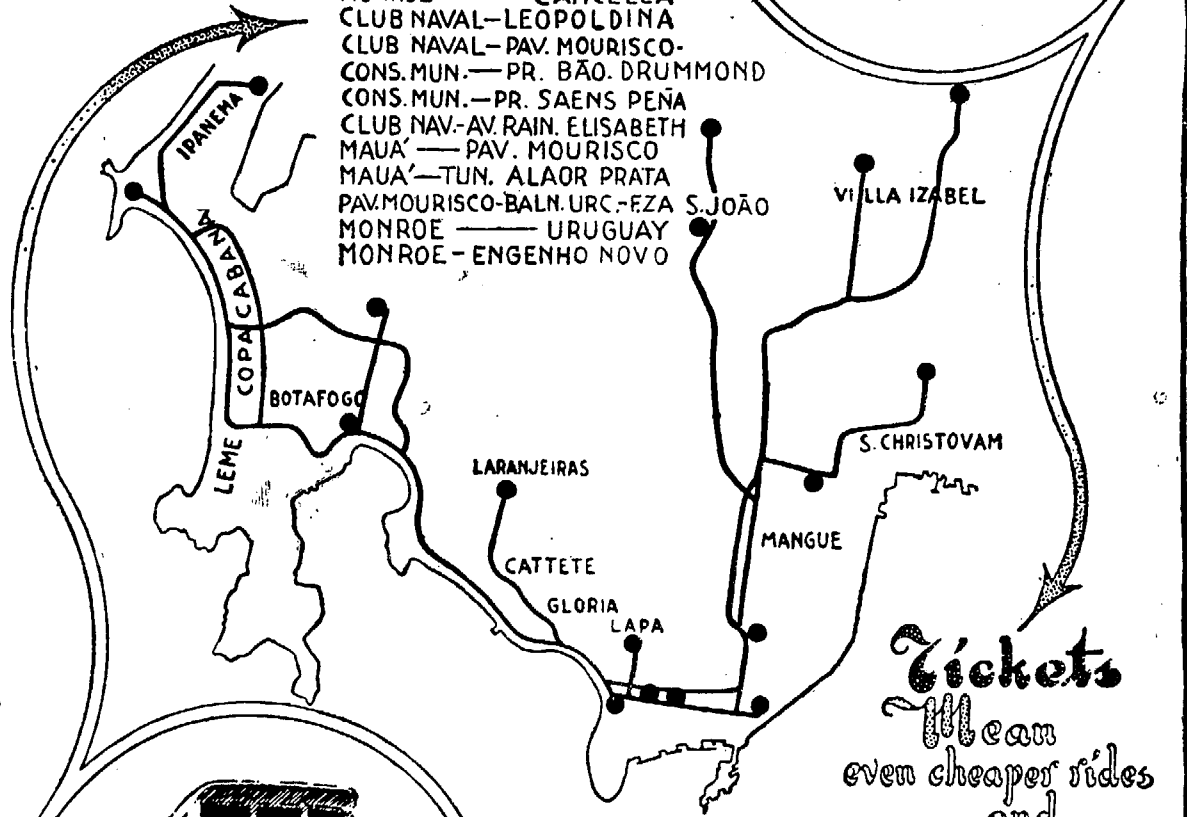 CANCELLA
CLUB NAVAL—LEOPOLDINA
CLUB NAVAL—PAV. MOURISCO-
CONS. MUN.—PR. BÃO. DRUMMOND
CONS. MUN.—PR. SAENS PEÑA
CLUB NAV.-AV. RAIN. ELISABETH
MAUA´—PAV. MOURISCO
MAUA´—TUN. ALAOR PRATA
PAV. MOURISCO-BALN. URC.-FZA S. JOÃO
MONROE — URUGUAY
MONROE-ENGENHO NOVO
IPANEMA
VILLA IZABEL
COPACABANA
BOTAFOGO
LEME
S. CHRISTOVAM
LARANJEIRAS
MANGUE
CATTETE
GLORIA
LAPA
Tickets
Mean
even cheaper rides
and